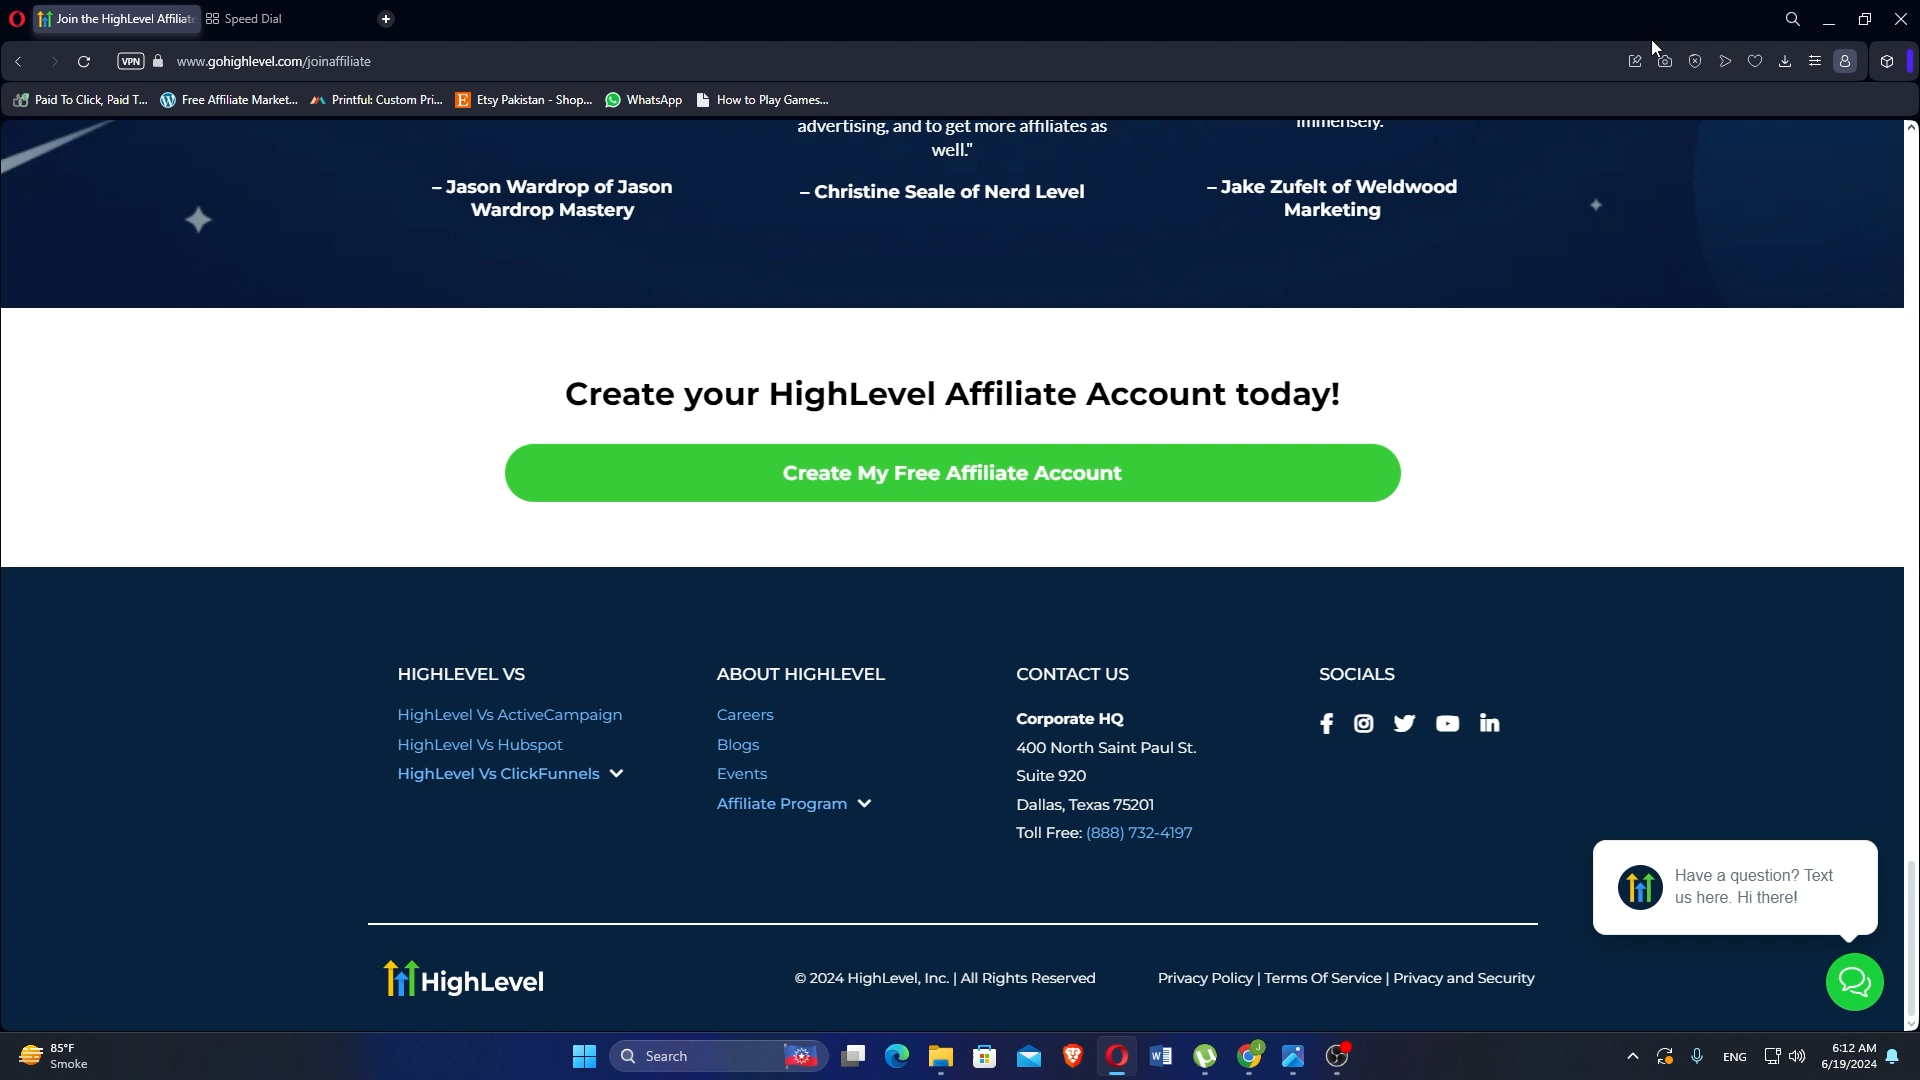 Join the HighLevel Affiliate
Speed Dial
VPN
www.gohighlevel.com/joinaffiliate
Paid To Click, Paid T...
Free Affiliate Market...
Printful: Custom Pri...
Etsy Pakistan - Shop...
WhatsApp
How to Play Games...
advertising, and to get more affiliates as
well."
immensely.
– Jason Wardrop of Jason
Wardrop Mastery
– Christine Seale of Nerd Level
– Jake Zufelt of Weldwood
Marketing
Create your HighLevel Affiliate Account today!
Create My Free Affiliate Account
HIGHLEVEL VS
HighLevel Vs ActiveCampaign
HighLevel Vs Hubspot
HighLevel Vs ClickFunnels
ABOUT HIGHLEVEL
Careers
Blogs
Events
Affiliate Program
CONTACT US
Corporate HQ
400 North Saint Paul St.
Suite 920
Dallas, Texas 75201
Toll Free: (888) 732-4197
SOCIALS
Have a question? Text
us here. Hi there!
HighLevel
© 2024 HighLevel, Inc. | All Rights Reserved
Privacy Policy | Terms Of Service | Privacy and Security
85°F
Smoke
Search
ENG
6:12 AM
6/19/2024